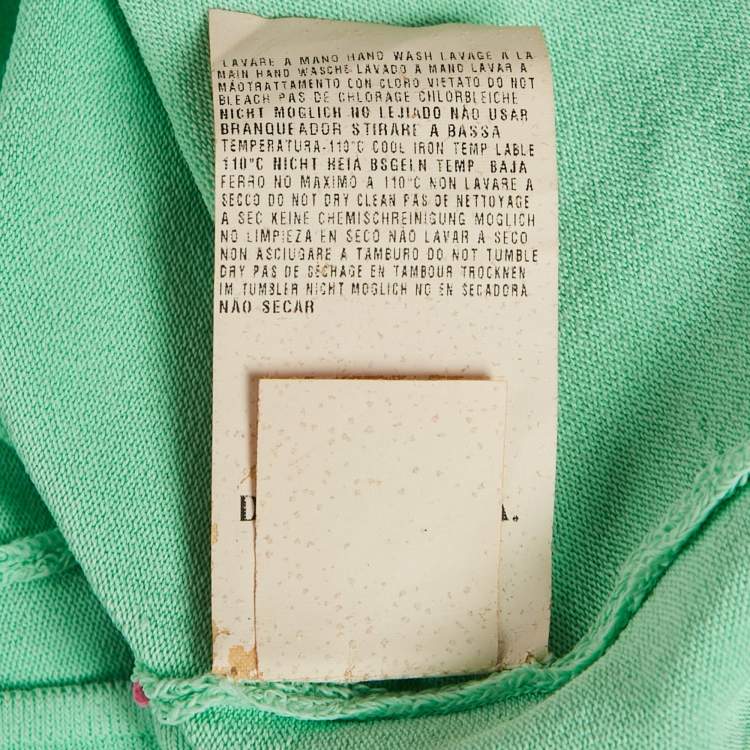 LAVARE A MANO HAND WASH LAVAGE A LA
MAIN HAND WASCHE LAVADO A MANO LAVAR A
MÃOTRATTAMENTO CON CLORO VIETATO DO NOT
BLEACH PAS DE CHLORAGE CHLORBLEICHE
NICHT MOGLICH NO LEJIADO NÃO USAR
BRANQUEADOR STIRARE A BASSA
TEMPERATURA-110°C COOL IRON TEMP LABLE
110°C NICHT HEIA BSGELN TEMP. BAJA
FERRO NO MAXIMO A 110°C NON LAVARE A
SECCO DO NOT DRY CLEAN PAS DE NETTOYAGE
A SEC KEINE CHEMISCHREINIGUNG MOGLICH
NO LIMPIEZA EN SECO NÃO LAVAR A SECO
NON ASCIUGARE A TAMBURO DO NOT TUMBLE
DRY PAS DE SECHAGE EN TAMBOUR TROCKNEN
IM TUMBLER NICHT MOGLICH NO EN SECADORA
NÃO SECAR